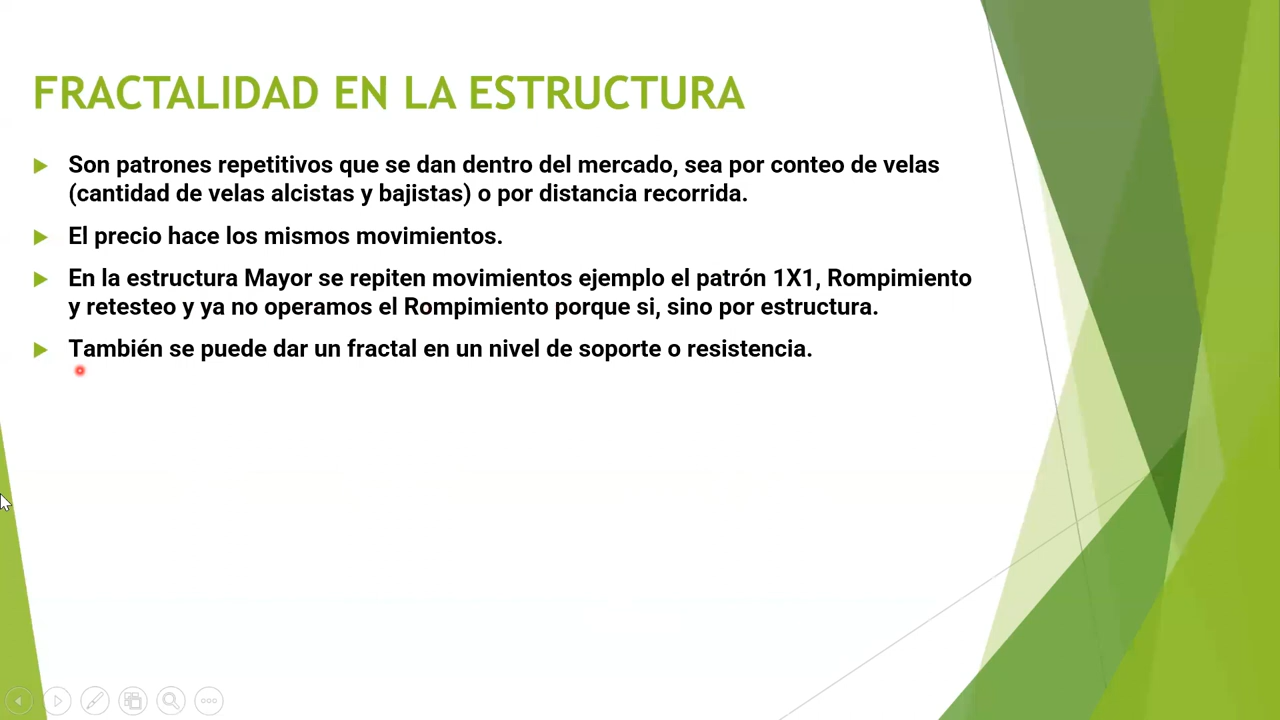 FRACTALIDAD EN LA ESTRUCTURA
Son patrones repetitivos que se dan dentro del mercado, sea por conteo de velas
(cantidad de velas alcistas y bajistas) o por distancia recorrida.
El precio hace los mismos movimientos.
En la estructura Mayor se repiten movimientos ejemplo el patrón 1X1, Rompimiento
y retesteo y ya no operamos el Rompimiento porque si, sino por estructura.
También se puede dar un fractal en un nivel de soporte o resistencia.